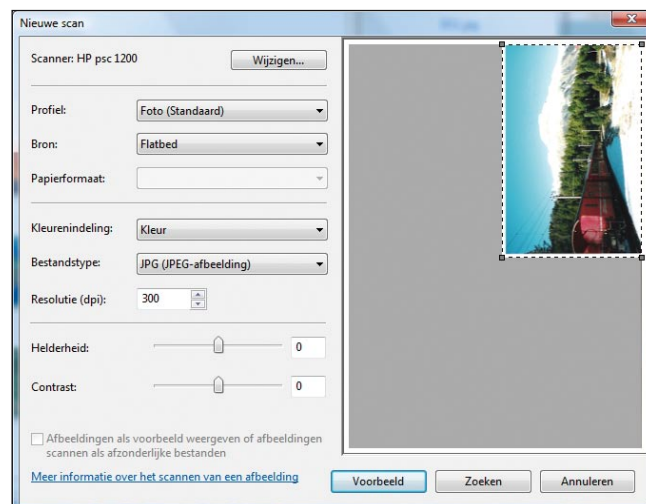 Nieuwe scan
Scanner: HP psc 1200
Wijzigen...
Profiel:
Foto (Standaard)
Bron:
Flatbed
Papierformaat:
Kleurenindeling:
Kleur
Bestandstype:
JPG (JPEG-afbeelding)
Resolutie (dpi):
300
Helderheid:
0
Contrast:
0
Afbeeldingen als voorbeeld weergeven of afbeeldingen
scannen als afzonderlijke bestanden
Meer informatie over het scannen van een afbeelding
Voorbeeld
Zoeken
Annuleren